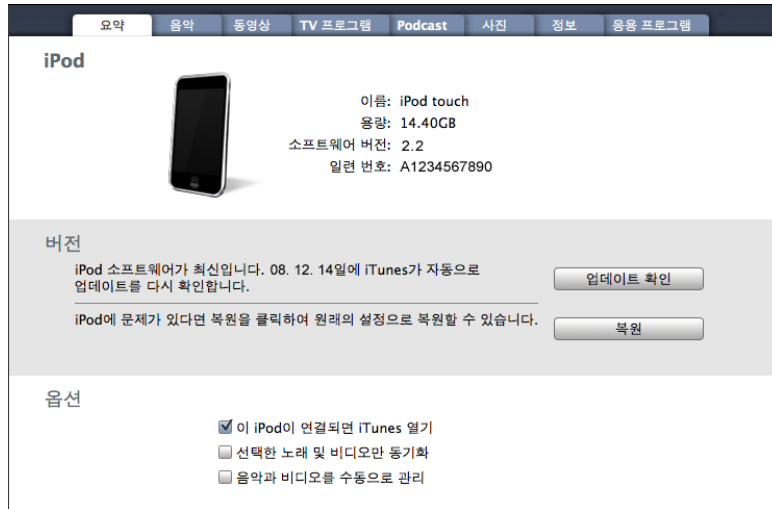 요약 음악 동영상 TV 프로그램 Podcast 사진 정보 응용 프로그램
iPod
이름: iPod touch
용량: 14.40GB
소프트웨어 버전: 2.2
일련 번호: A1234567890
버전
iPod 소프트웨어가 최신입니다. 08. 12. 14일에 iTunes가 자동으로
업데이트를 다시 확인합니다.
업데이트 확인
iPod에 문제가 있다면 복원을 클릭하여 원래의 설정으로 복원할 수 있습니다.
복원
옵션
이 iPod이 연결되면 iTunes 열기
선택한 노래 및 비디오만 동기화
음악과 비디오를 수동으로 관리